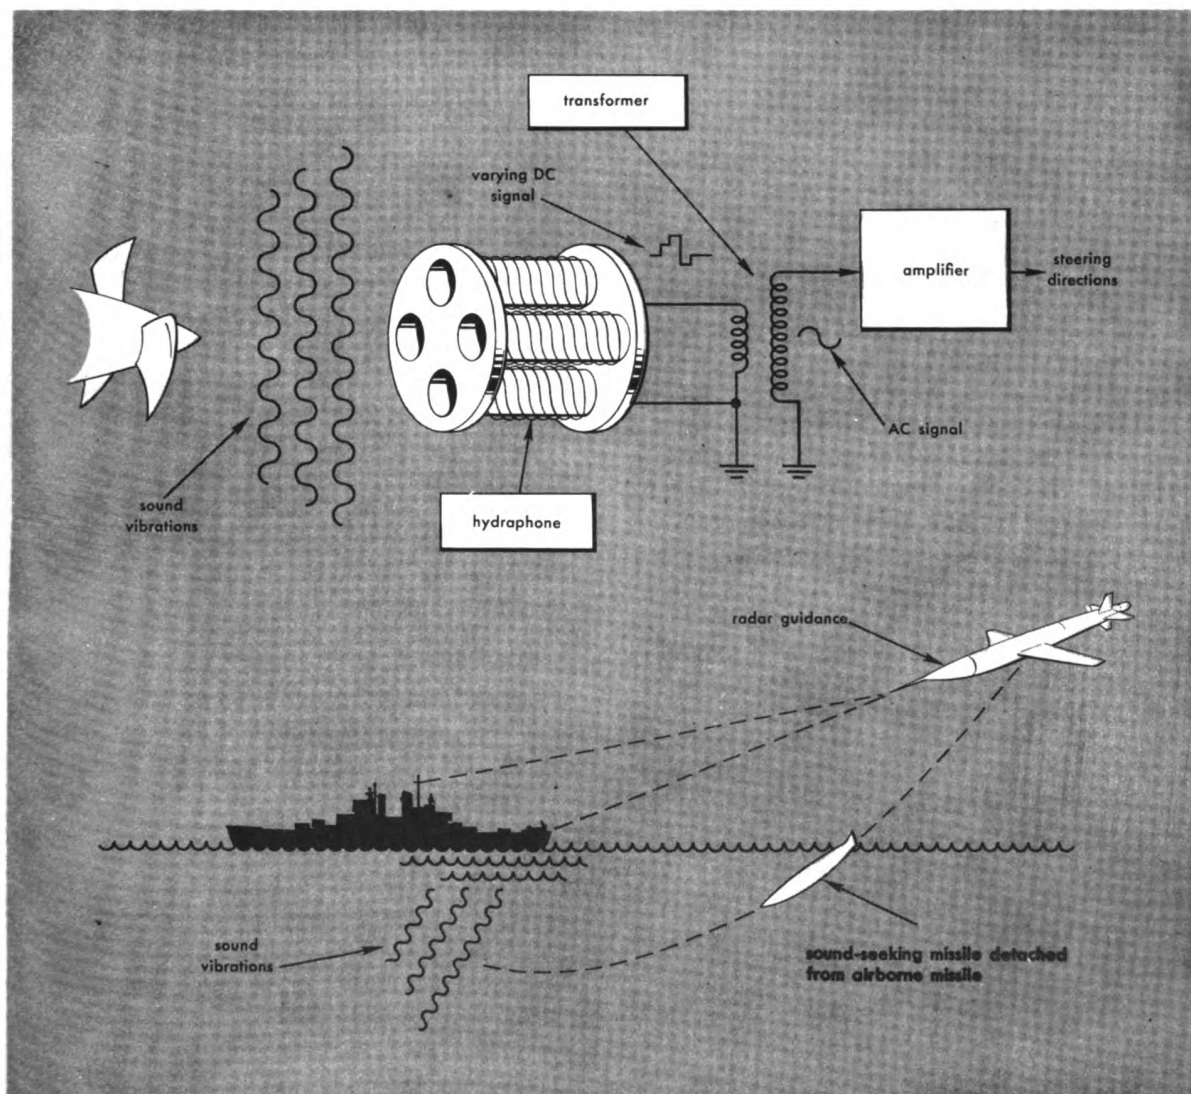 transformer
varying DC
signal
amplifier
steering
directions
AC signal
sound
vibrations
hydraphone
radar guidance
sound
vibrations
sound-seeking missile detached
from airborne missile